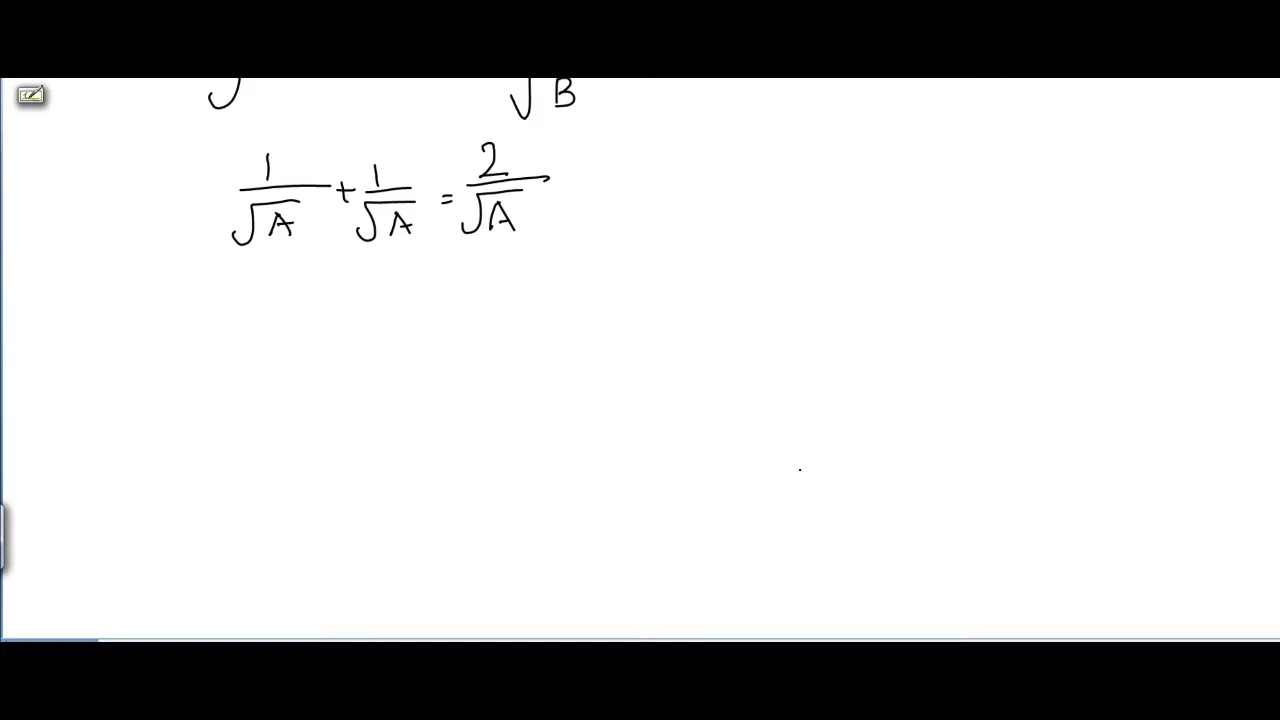 √B
1/√A + 1/√A = 2/√A